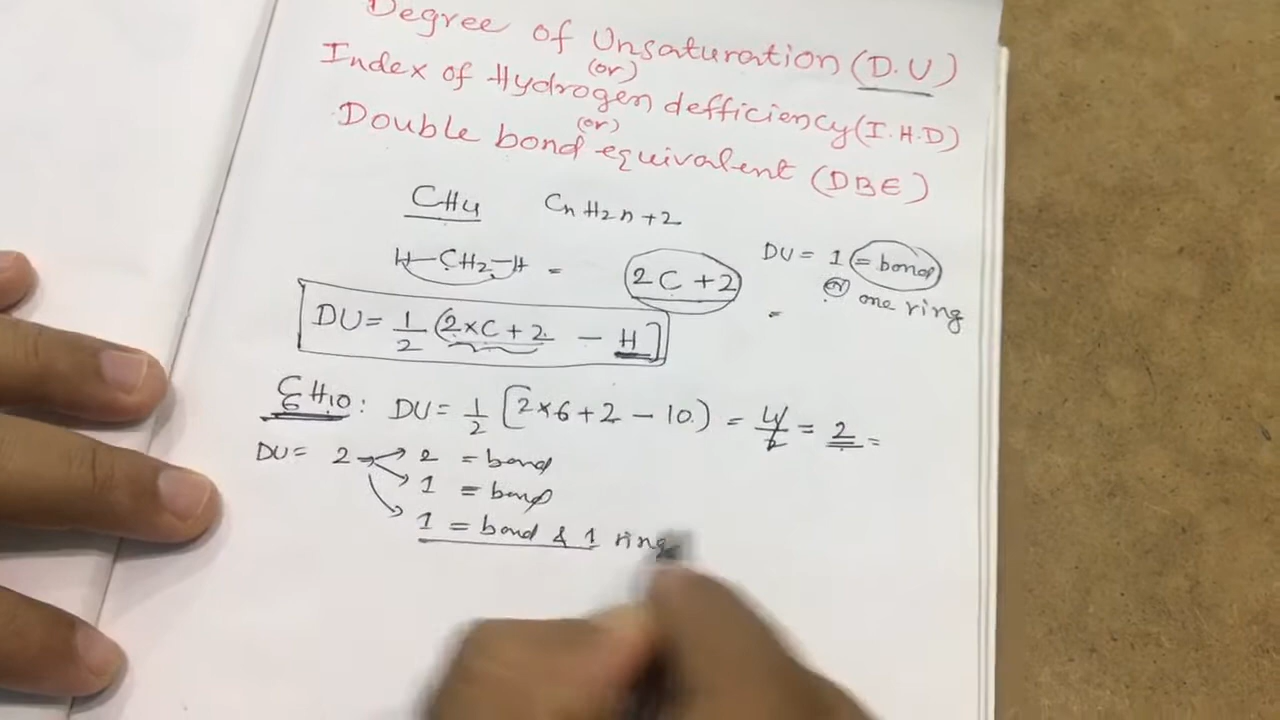 Degree of Unsaturation (D.U)
(or)
Index of Hydrogen defficiency (I.H.D)
(or)
Double bond equivalent (DBE)
CH4 CnH2n+2
H-CH2-H = 2C+2
DU = 1 = bond
or one ring
=
DU = 1/2 (2×C+2 - H]
C6H10 : DU = 1/2 [2×6+2-10.) = 4/2 = 2 =
DU = 2 → 2 = bond
1 = bond
1 = bond & 1 ring